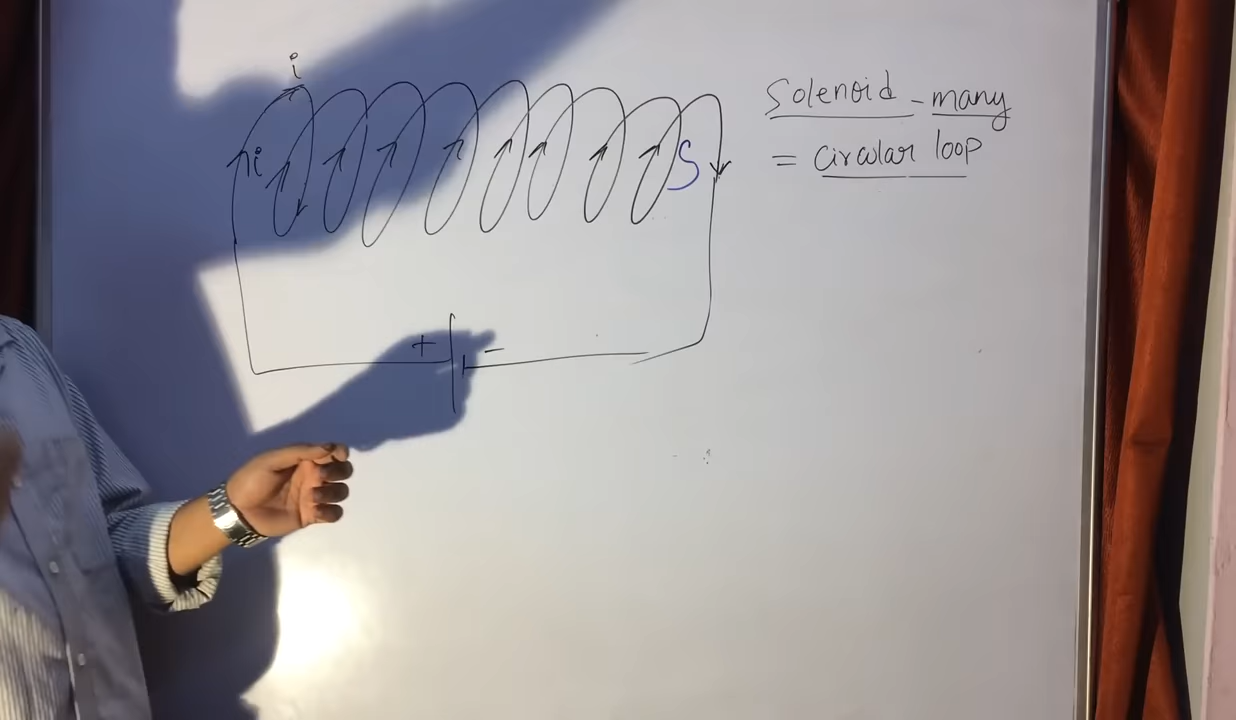 i
i
S
+ -
Solenoid - many
= circular loop